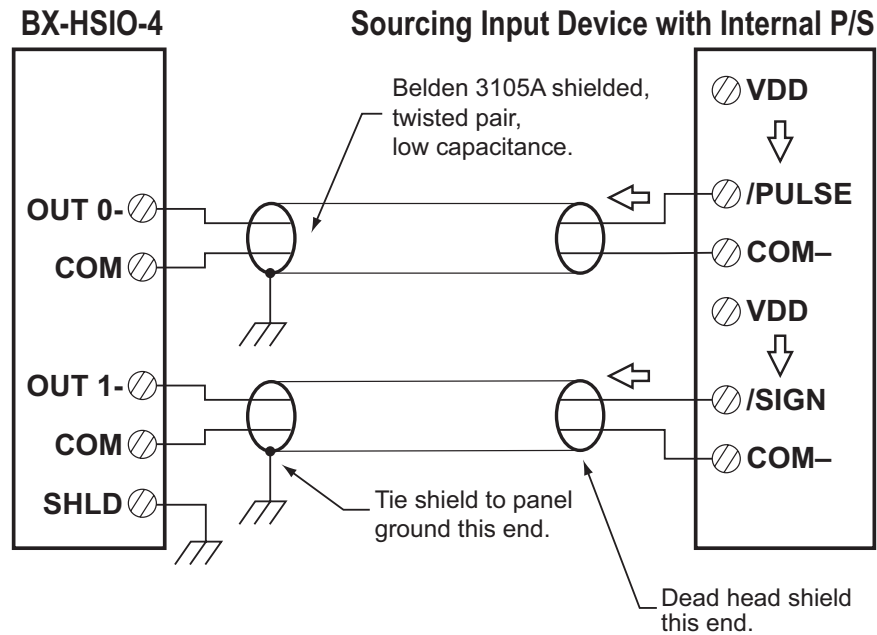 BX-HSIO-4
Sourcing Input Device with Internal P/S
Belden 3105A shielded,
twisted pair,
low capacitance.
OUT 0-
COM
OUT 1-
COM
SHLD
VDD
/PULSE
COM–
VDD
/SIGN
COM–
Tie shield to panel
ground this end.
Dead head shield
this end.